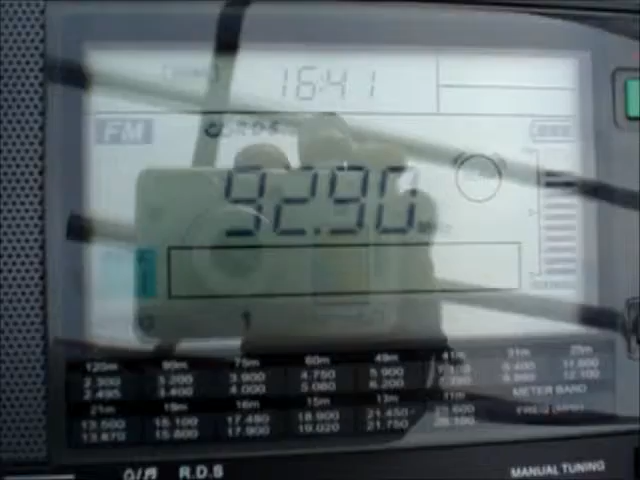 16:41
FM R.D.S
92.90
120m 90m 75m 60m 49m 41m 31m 25m
2.300 3.200 3.900 4.750 5.900
2.495 3.400 4.000 5.060 6.200
21m 19m 16m 15m 13m 11m METER BAND
13.500 15.100 17.480 18.900 21.450
13.870 15.800 17.900 19.020 21.750
R.D.S MANUAL TUNING